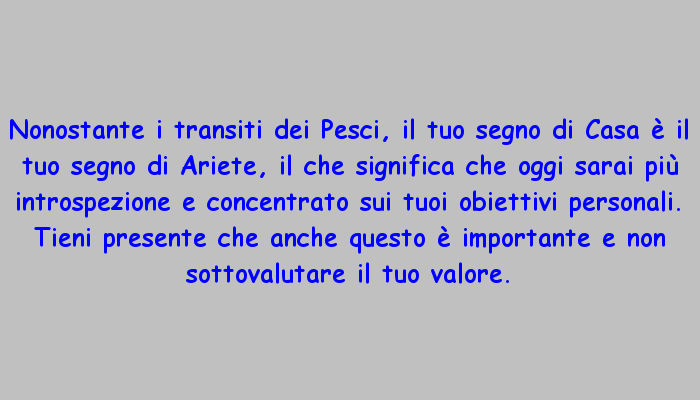 Nonostante i transiti dei Pesci, il tuo segno di Casa è il
tuo segno di Ariete, il che significa che oggi sarai più
introspezione e concentrato sui tuoi obiettivi personali.
Tieni presente che anche questo è importante e non
sottovalutare il tuo valore.